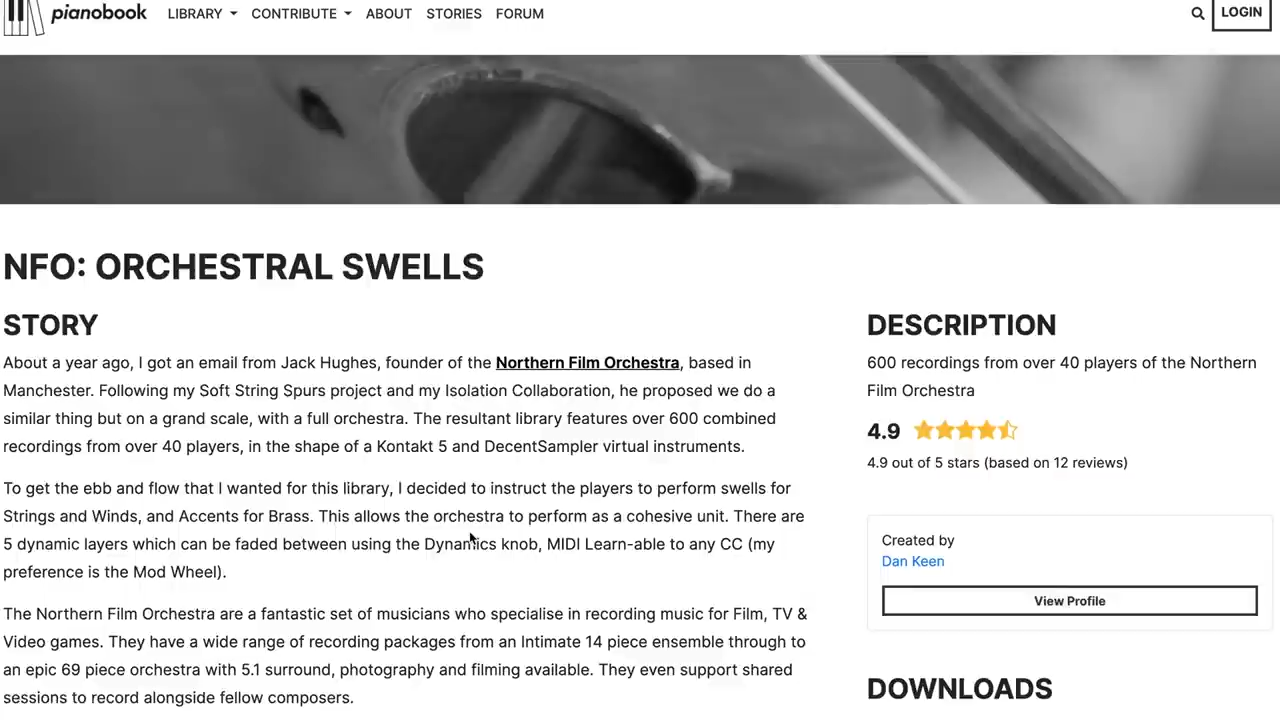 pianobook
LIBRARY
CONTRIBUTE
ABOUT
STORIES
FORUM
LOGIN
NFO: ORCHESTRAL SWELLS
STORY
About a year ago, I got an email from Jack Hughes, founder of the Northern Film Orchestra, based in
Manchester. Following my Soft String Spurs project and my Isolation Collaboration, he proposed we do a
similar thing but on a grand scale, with a full orchestra. The resultant library features over 600 combined
recordings from over 40 players, in the shape of a Kontakt 5 and DecentSampler virtual instruments.
To get the ebb and flow that I wanted for this library, I decided to instruct the players to perform swells for
Strings and Winds, and Accents for Brass. This allows the orchestra to perform as a cohesive unit. There are
5 dynamic layers which can be faded between using the Dynamics knob, MIDI Learn-able to any CC (my
preference is the Mod Wheel).
The Northern Film Orchestra are a fantastic set of musicians who specialise in recording music for Film, TV &
Video games. They have a wide range of recording packages from an Intimate 14 piece ensemble through to
an epic 69 piece orchestra with 5.1 surround, photography and filming available. They even support shared
sessions to record alongside fellow composers.
DESCRIPTION
600 recordings from over 40 players of the Northern
Film Orchestra
4.9
4.9 out of 5 stars (based on 12 reviews)
Created by
Dan Keen
View Profile
DOWNLOADS